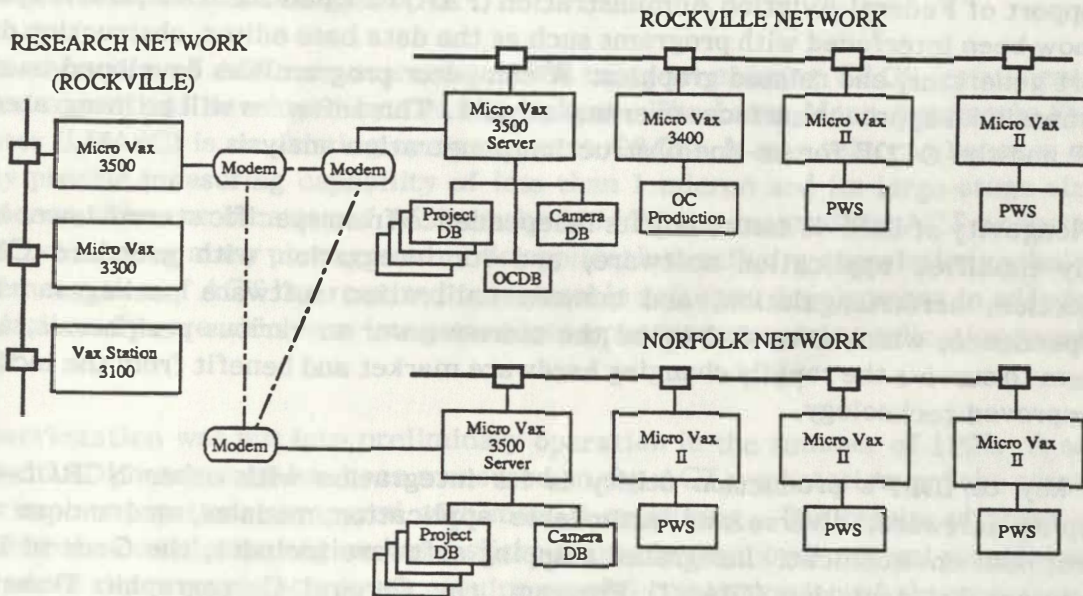 ROCKVILLE NETWORK
RESEARCH NETWORK
(ROCKVILLE)
Micro Vax
3500
Micro Vax
3300
Vax Station
3100
Modem
Modem
Modem
Micro Vax
3500
Server
Project
DB
Camera
DB
OCDB
Micro Vax
3400
OC
Production
Micro Vax
II
PWS
Micro Vax
II
PWS
NORFOLK NETWORK
Micro Vax
3500
Server
Project
DB
Camera
DB
Micro Vax
II
PWS
Micro Vax
II
PWS
Micro Vax
II
PWS